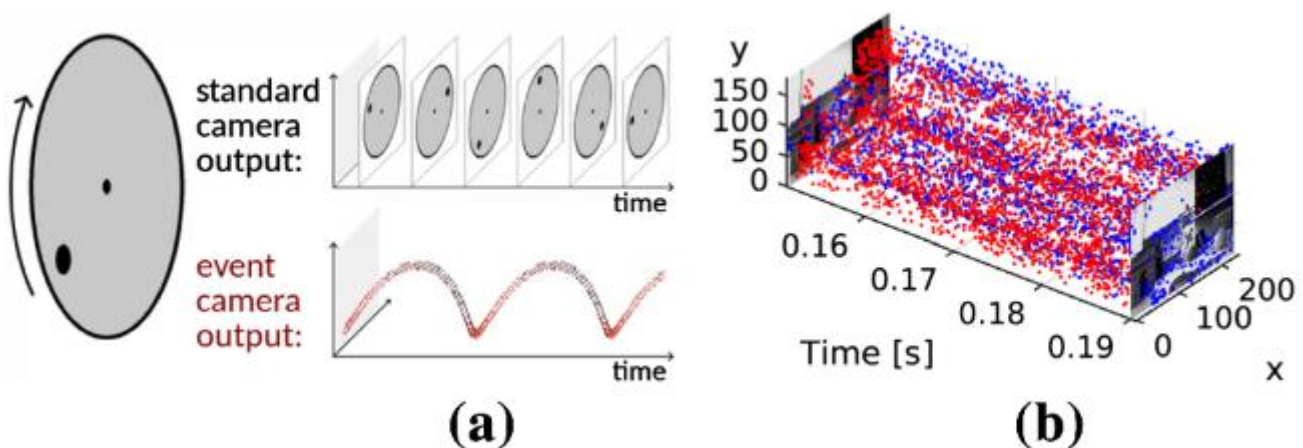 standard
camera
output:
time
event
camera
output:
time
(a)
y
150
100
50
0
0.16
0.17
0.18
0.19
Time [s]
0
100
200
x
(b)